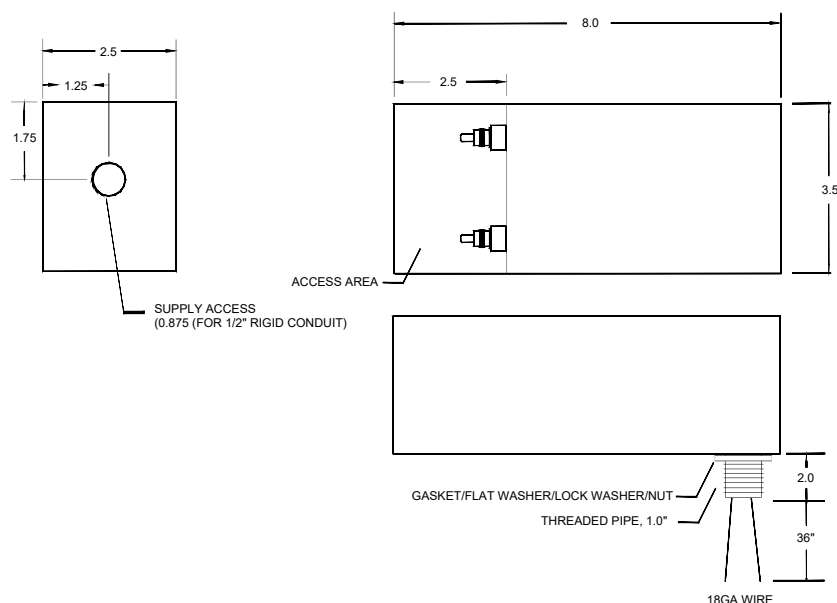 2.5
1.25
1.75
SUPPLY ACCESS
(0.875 (FOR 1/2" RIGID CONDUIT)
8.0
2.5
3.5
ACCESS AREA
2.0
GASKET/FLAT WASHER/LOCK WASHER/NUT
THREADED PIPE, 1.0"
36"
18GA WIRE